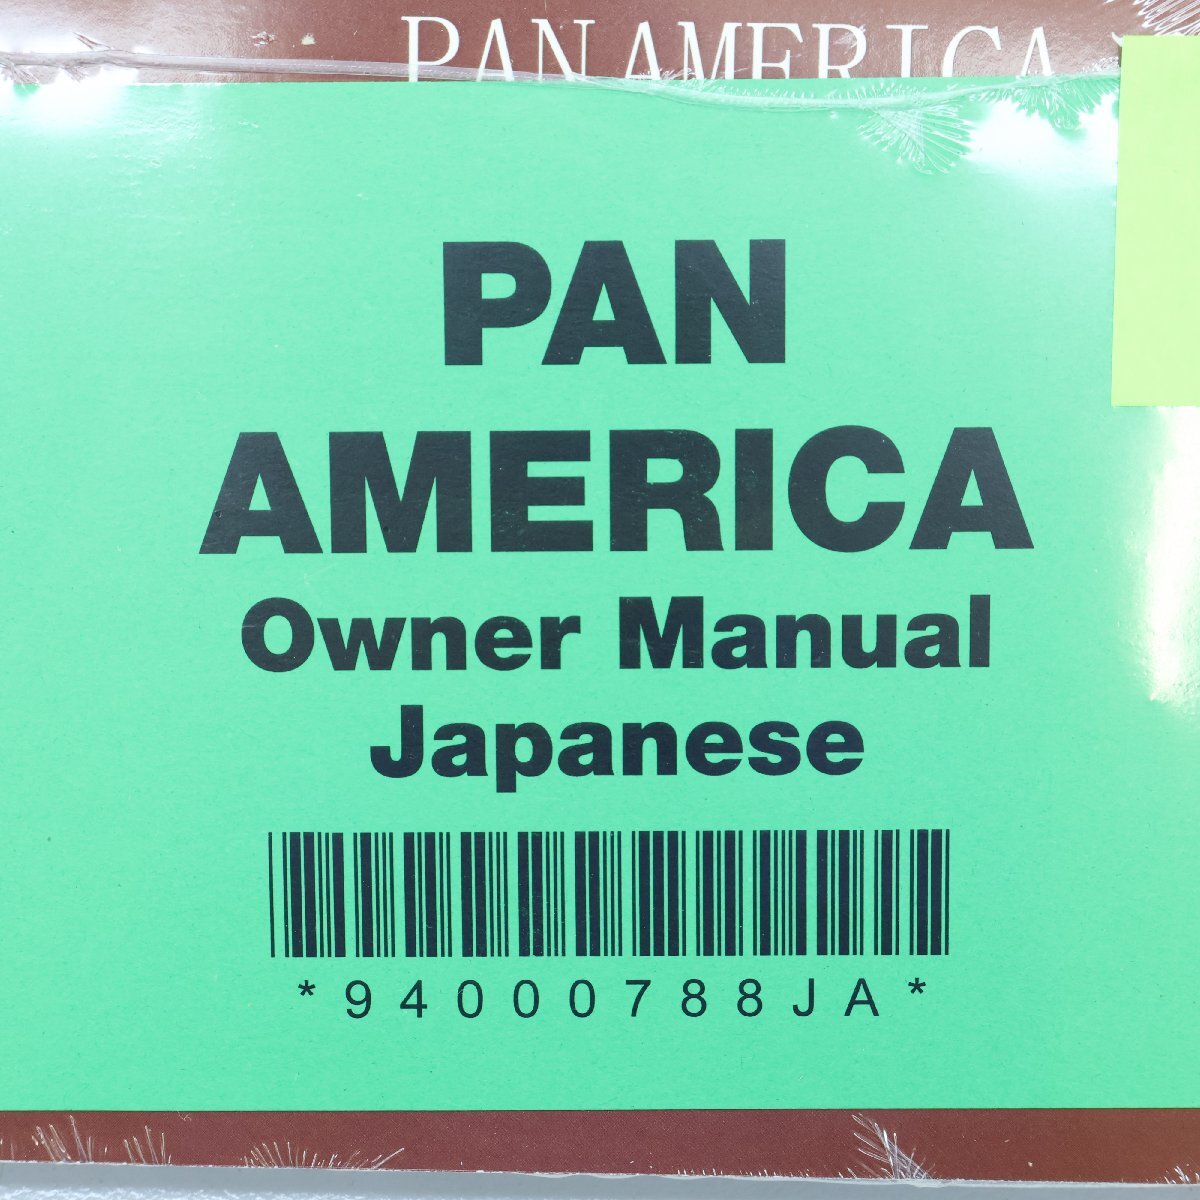 PAN AMERICA
PAN
AMERICA
Owner Manual
Japanese
*94000788JA*